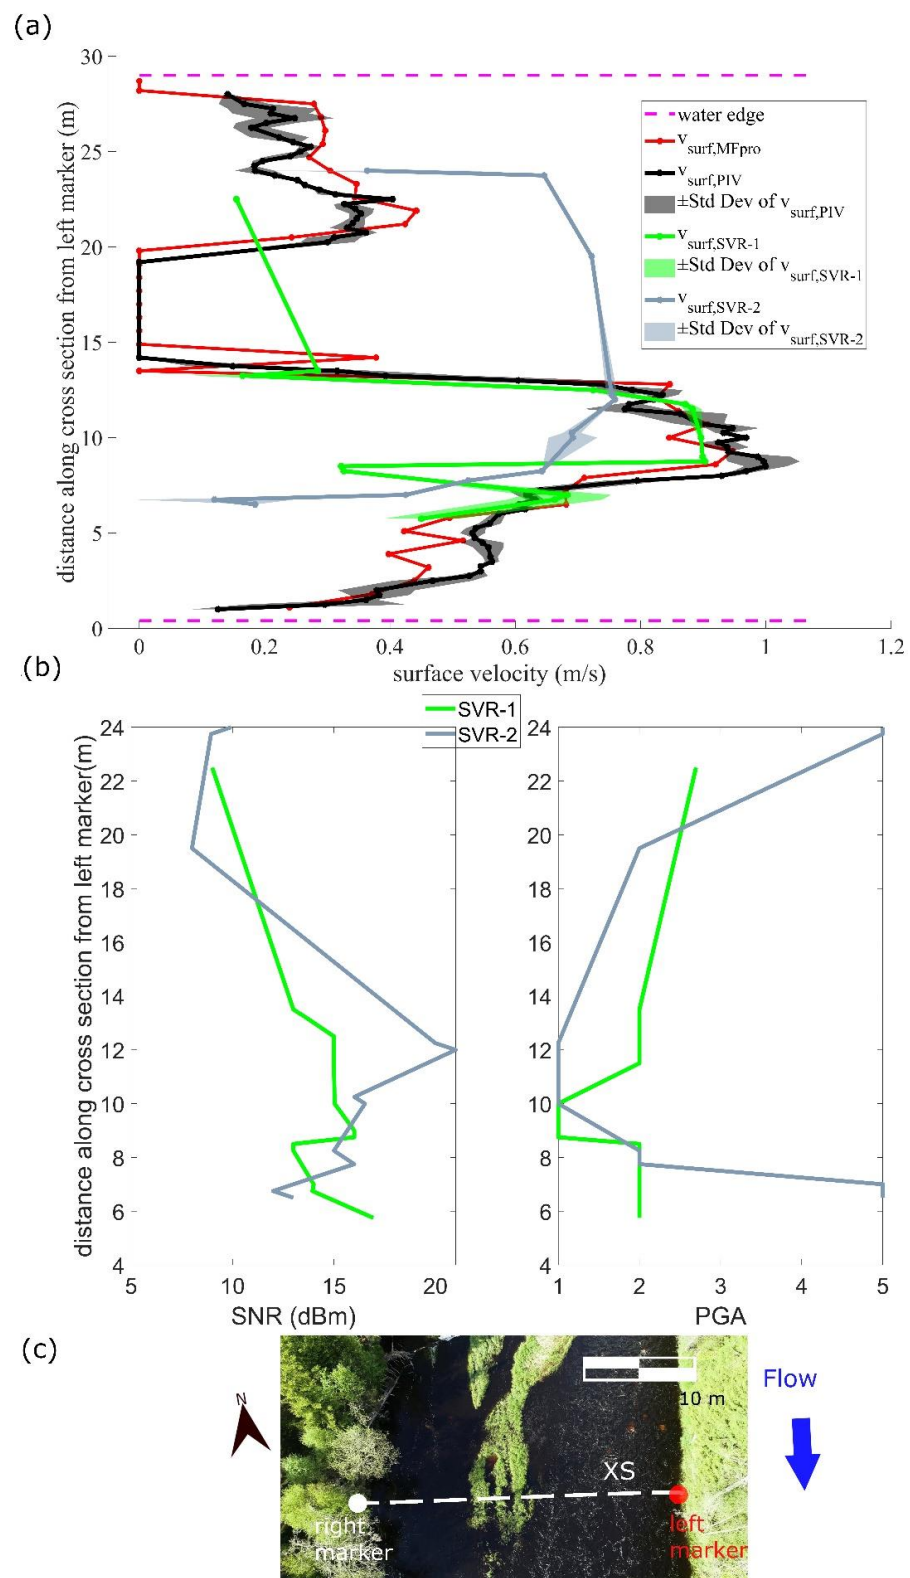 (a)
30
25
20
15
10
5
0
distance along cross section from left marker (m)
water edge
v surf,MFpro
v surf,PIV
±Std Dev of v surf,PIV
v surf,SVR-1
±Std Dev of v surf,SVR-1
v surf,SVR-2
±Std Dev of v surf,SVR-2
0 0.2 0.4 0.6 0.8 1 1.2
surface velocity (m/s)
(b)
SVR-1
SVR-2
24
22
20
18
16
14
12
10
8
6
4
distance along cross section from left marker(m)
5 10 15 20
SNR (dBm)
24
22
20
18
16
14
12
10
8
6
4
1 2 3 4 5
PGA
(c)
N
10 m
Flow
XS
right
marker
left
marker